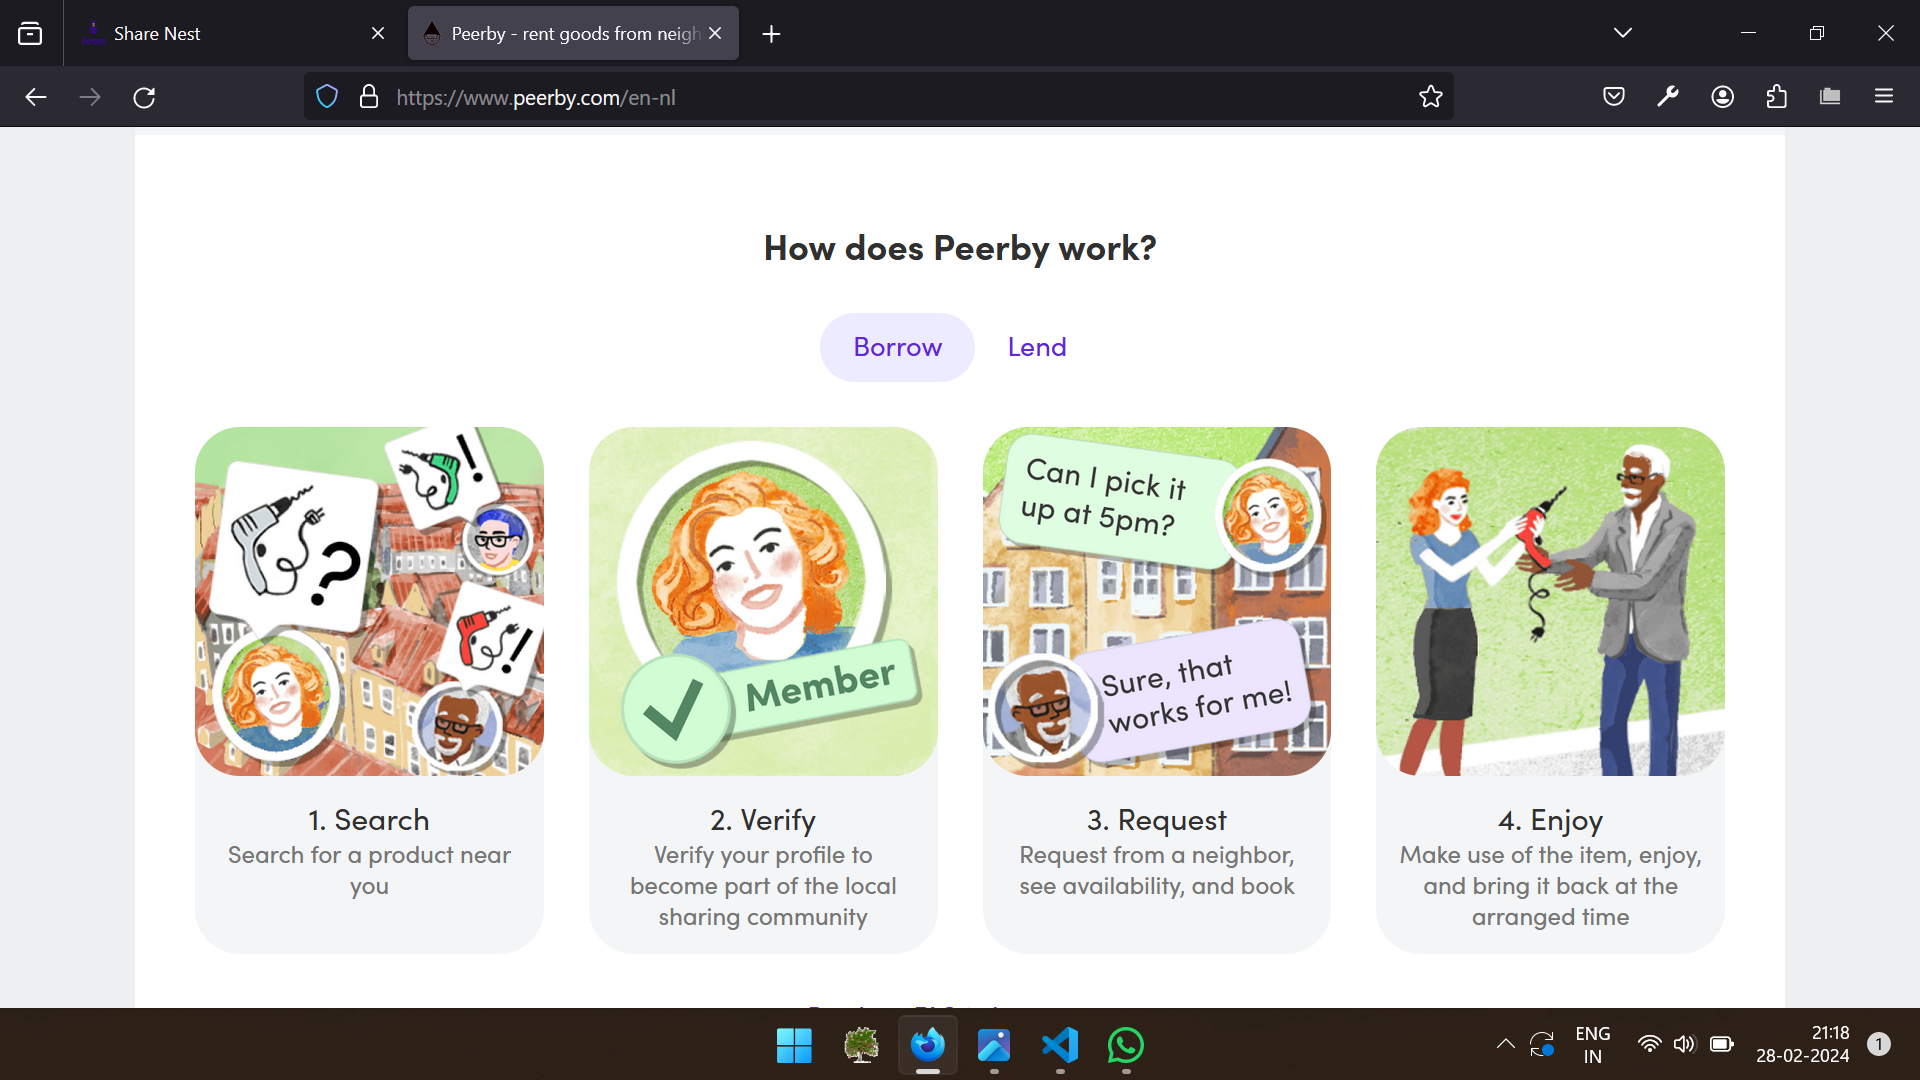 Share Nest
Peerby - rent goods from neigh
https://www.peerby.com/en-nl
How does Peerby work?
Borrow
Lend
?
!
!
Member
Can I pick it
up at 5pm?
Sure, that
works for me!
1. Search
Search for a product near
you
2. Verify
Verify your profile to
become part of the local
sharing community
3. Request
Request from a neighbor,
see availability, and book
4. Enjoy
Make use of the item, enjoy,
and bring it back at the
arranged time
ENG
IN
21:18
28-02-2024
1